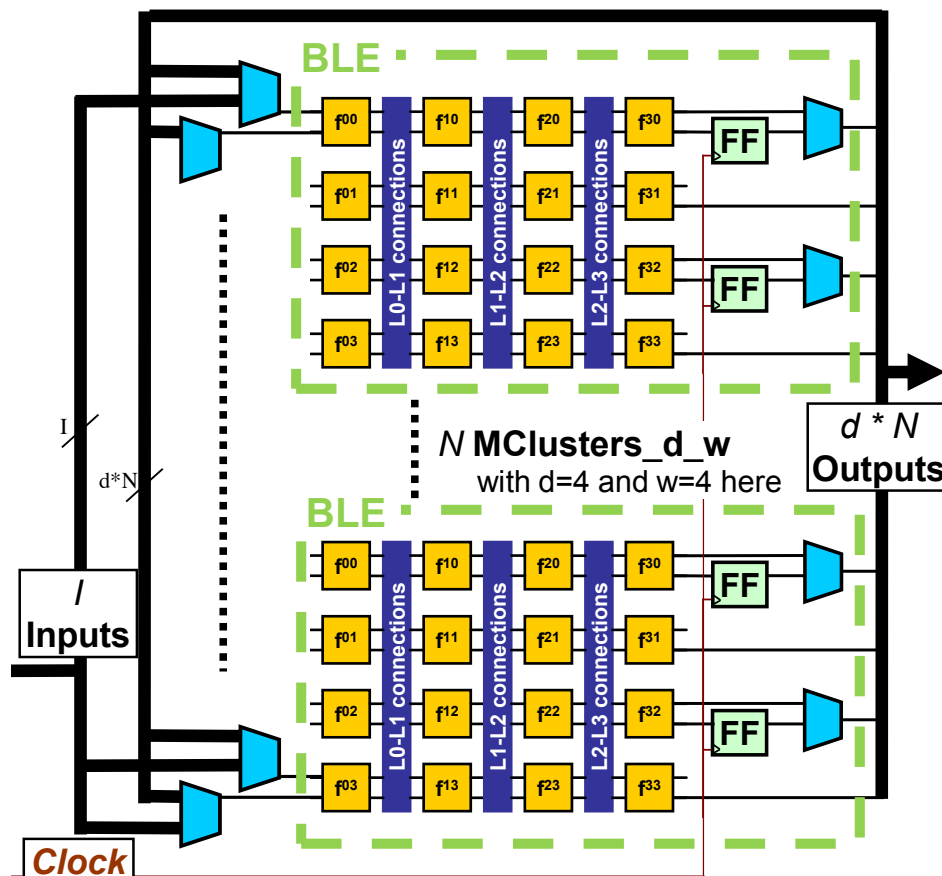 BLE
f00 f10 f20 f30
FF
f01 f11 f21 f31
f02 f12 f22 f32
FF
f03 f13 f23 f33
L0-L1 connections
L1-L2 connections
L2-L3 connections
I
d*N
N MClusters_d_w
with d=4 and w=4 here
d * N
Outputs
BLE
f00 f10 f20 f30
FF
f01 f11 f21 f31
f02 f12 f22 f32
FF
f03 f13 f23 f33
L0-L1 connections
L1-L2 connections
L2-L3 connections
I
Inputs
Clock